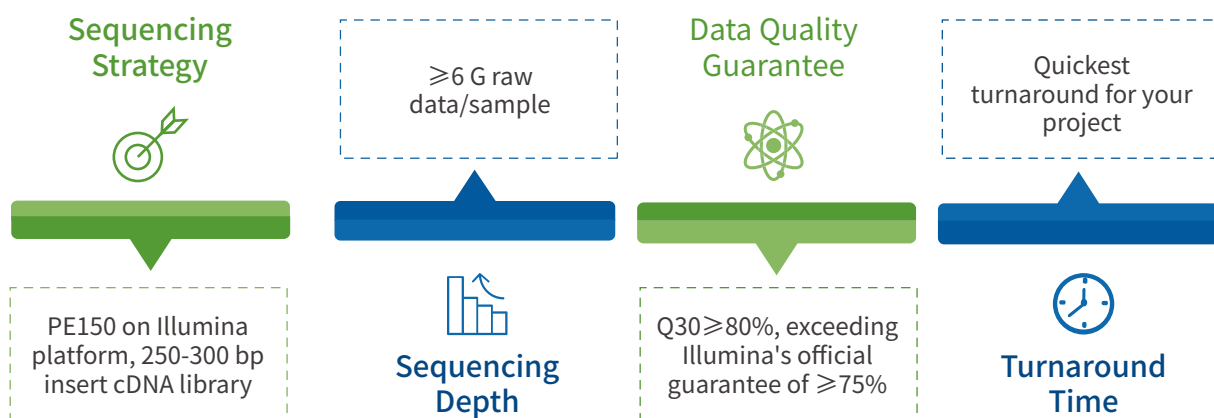 Sequencing
Strategy
PE150 on Illumina
platform, 250-300 bp
insert cDNA library
≥6 G raw
data/sample
Sequencing
Depth
Data Quality
Guarantee
Q30≥80%, exceeding
Illumina's official
guarantee of ≥75%
Quickest
turnaround for your
project
Turnaround
Time